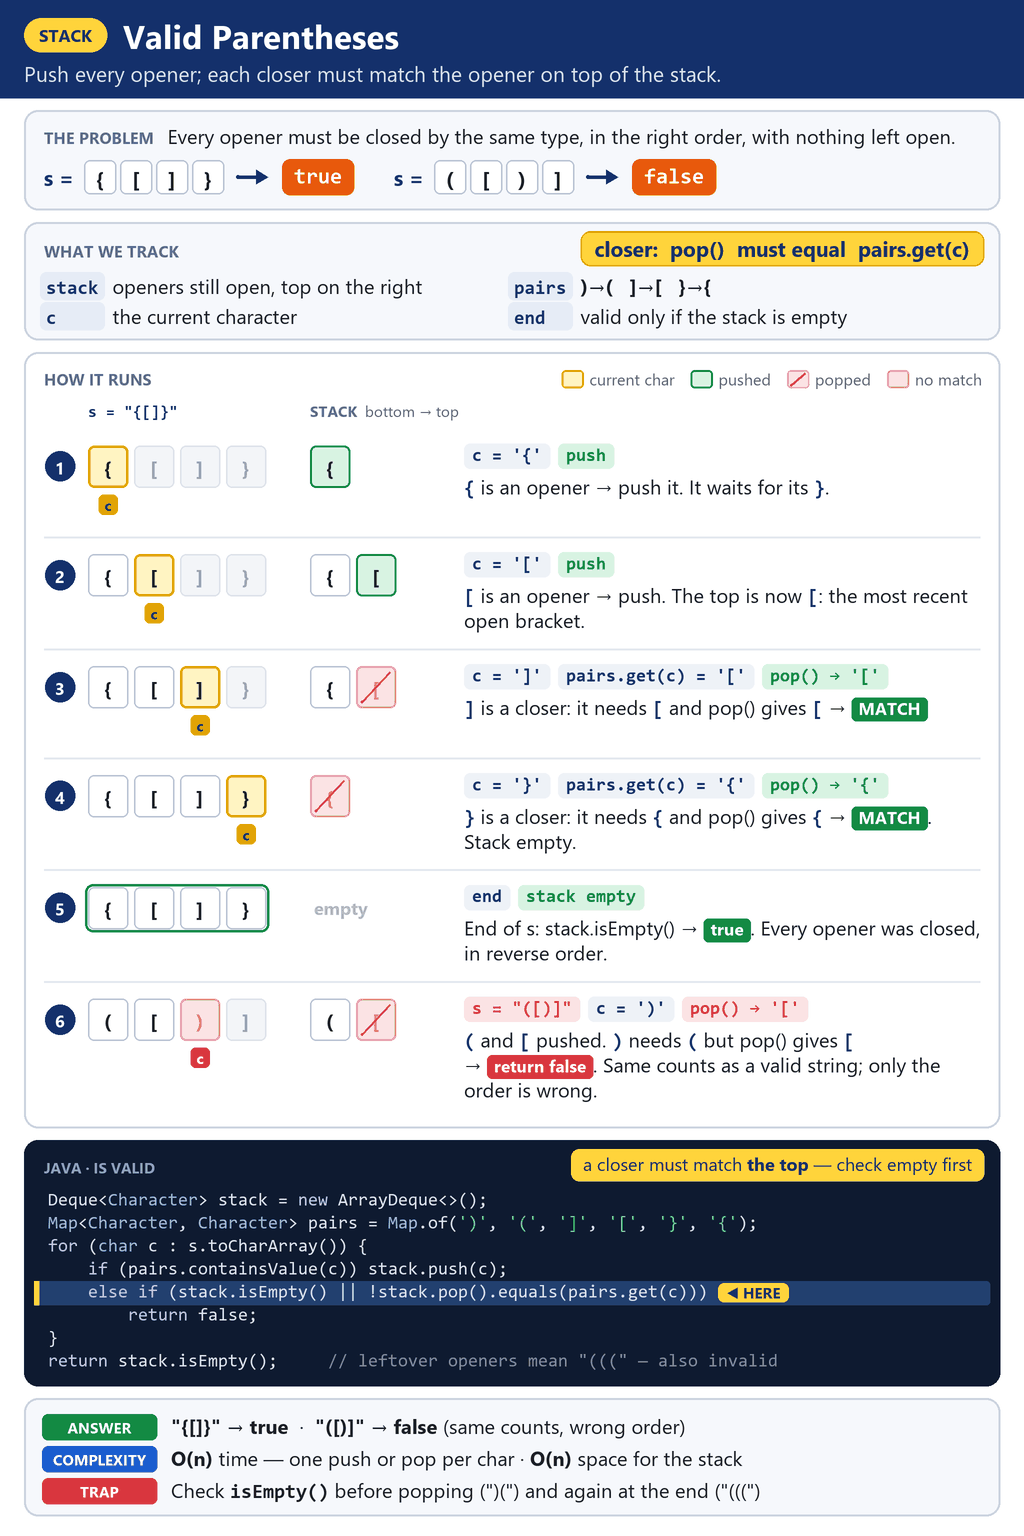 STACK Valid Parentheses
Push every opener; each closer must match the opener on top of the stack.
THE PROBLEM Every opener must be closed by the same type, in the right order, with nothing left open.
s = { [ ] } → true s = ( [ ) ] → false
WHAT WE TRACK closer: pop() must equal pairs.get(c)
stack openers still open, top on the right pairs )→( ]→[ }→{
c the current character end valid only if the stack is empty
HOW IT RUNS current char pushed popped no match
s = "{[]}" STACK bottom → top
1 { [ ] } { c = '{' push
{ is an opener → push it. It waits for its }.
c
2 { [ ] } { [ c = '[' push
[ is an opener → push. The top is now [: the most recent
open bracket.
c
3 { [ ] } { [ c = ']' pairs.get(c) = '[' pop() → '['
] is a closer: it needs [ and pop() gives [ → MATCH
c
4 { [ ] } { c = '}' pairs.get(c) = '{' pop() → '{'
} is a closer: it needs { and pop() gives { → MATCH.
Stack empty.
c
5 { [ ] } empty end stack empty
End of s: stack.isEmpty() → true. Every opener was closed,
in reverse order.
6 ( [ ) ] ( [ s = "([)]" c = ')' pop() → '['
( and [ pushed. ) needs ( but pop() gives [
c
→ return false. Same counts as a valid string; only the
order is wrong.
JAVA · IS VALID a closer must match the top — check empty first
Deque<Character> stack = new ArrayDeque<>();
Map<Character, Character> pairs = Map.of(')', '(', ']', '[', '}', '{');
for (char c : s.toCharArray()) {
if (pairs.containsValue(c)) stack.push(c);
else if (stack.isEmpty() || !stack.pop().equals(pairs.get(c))) ◀ HERE
return false;
}
return stack.isEmpty(); // leftover openers mean "(((" — also invalid
ANSWER "{[]}" → true · "([)]" → false (same counts, wrong order)
COMPLEXITY O(n) time — one push or pop per char · O(n) space for the stack
TRAP Check isEmpty() before popping (")(") and again at the end ("(((")